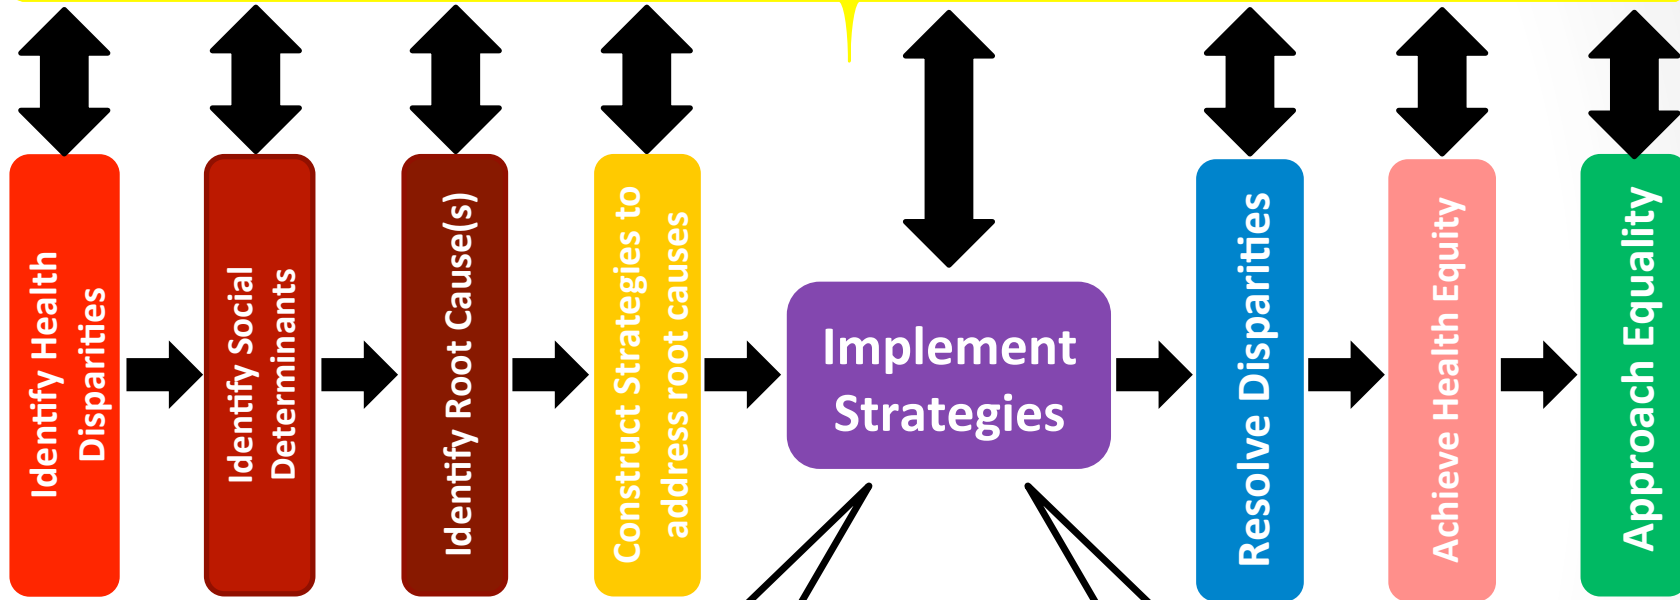 Identify Health
Disparities
Identify Social
Determinants
Identify Root Cause(s)
Construct Strategies to
address root causes
Implement
Strategies
Resolve Disparities
Achieve Health Equity
Approach Equality